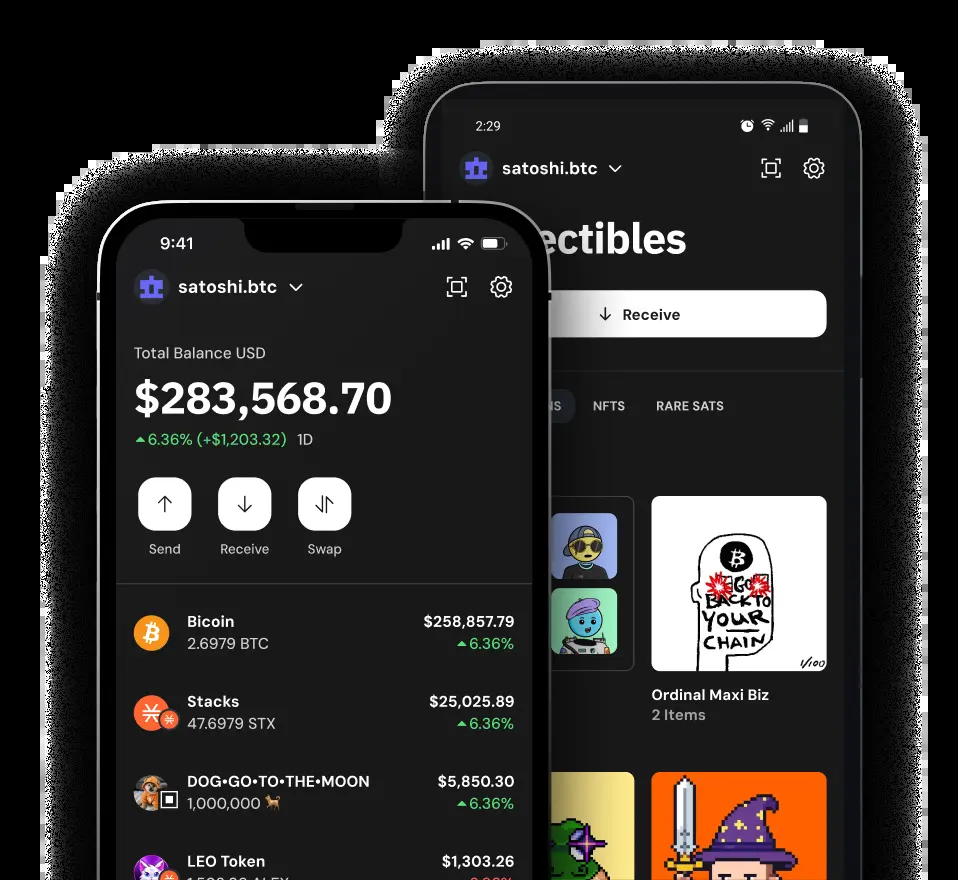 2:29
satoshi.btc
ectibles
Receive
NFTS
RARE SATS
GO
BACK TO
YOUR
CHAIN
1/100
Ordinal Maxi Biz
2 Items
9:41
satoshi.btc
Total Balance USD
$283,568.70
6.36% (+$1,203.32) 1D
Send
Receive
Swap
Bicoin
$258,857.79
2.6979 BTC
6.36%
Stacks
$25,025.89
47.6979 STX
6.36%
DOG•GO•TO•THE•MOON
$5,850.30
1,000,000
6.36%
LEO Token
$1,303.26